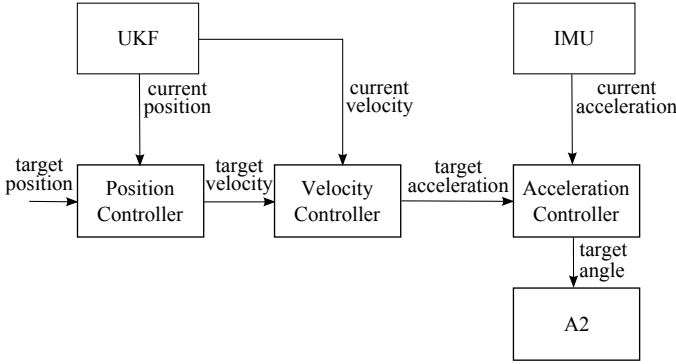 UKF
IMU
current
position
current
velocity
current
acceleration
target
position
Position
Controller
target
velocity
Velocity
Controller
target
acceleration
Acceleration
Controller
target
angle
A2